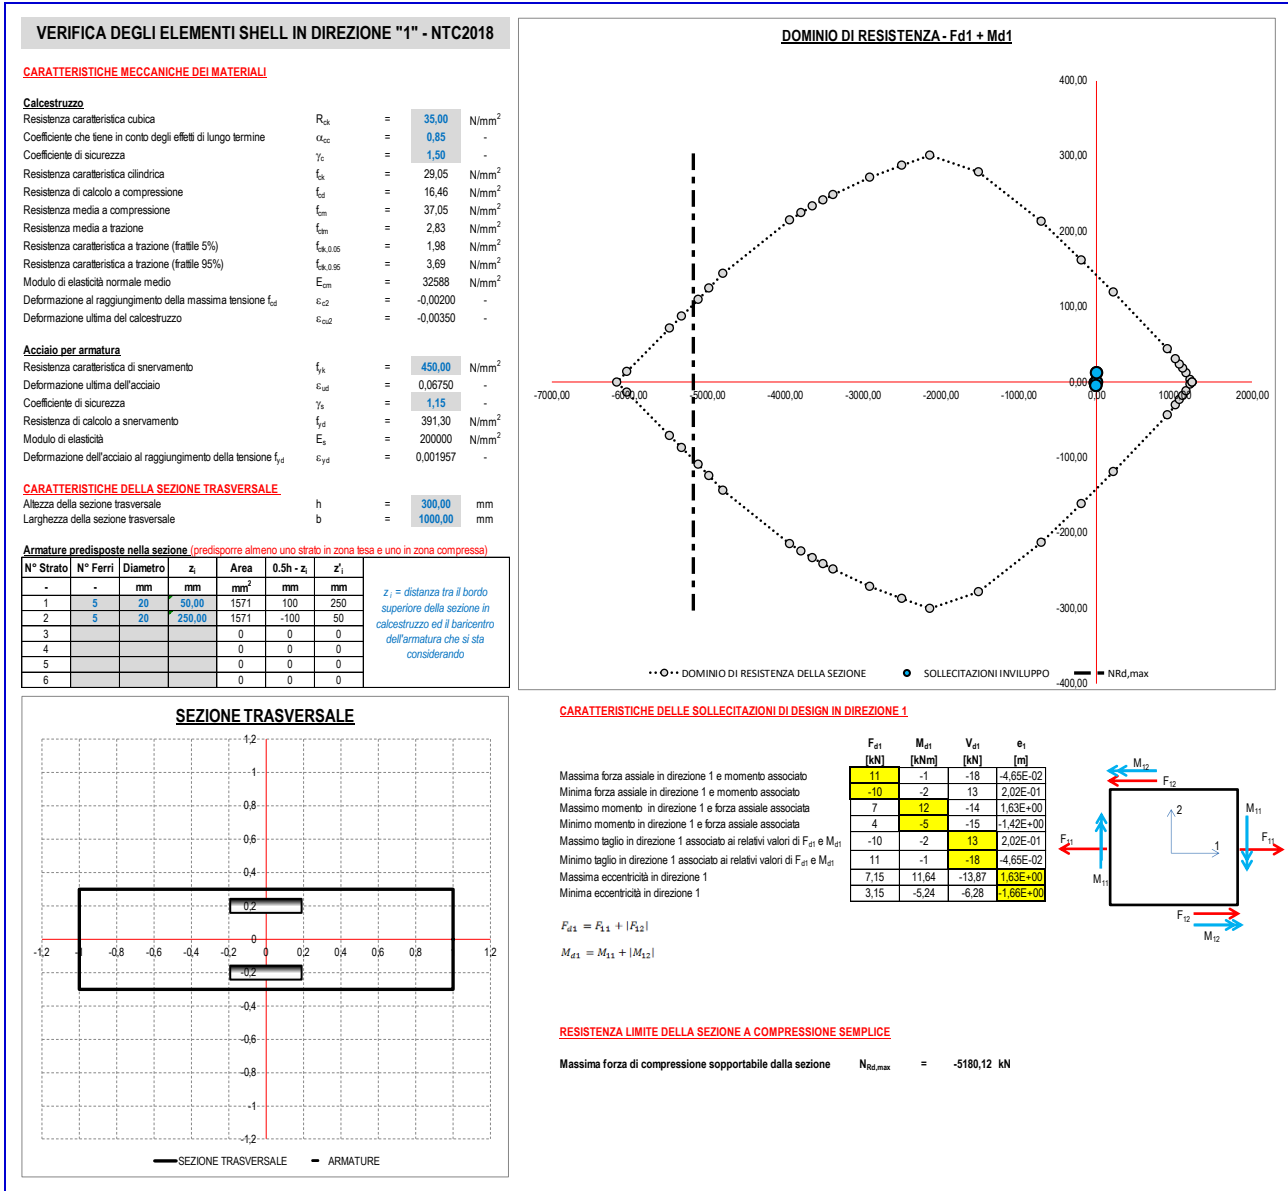 VERIFICA DEGLI ELEMENTI SHELL IN DIREZIONE "1" - NTC2018
CARATTERISTICHE MECCANICHE DEI MATERIALI
Calcestruzzo
Resistenza caratteristica cubica Rck = 35,00 N/mm2
Coefficiente che tiene in conto degli effetti di lungo termine αcc = 0,85 -
Coefficiente di sicurezza γc = 1,50 -
Resistenza caratteristica cilindrica fck = 29,05 N/mm2
Resistenza di calcolo a compressione fcd = 16,46 N/mm2
Resistenza media a compressione fcm = 37,05 N/mm2
Resistenza media a trazione fctm = 2,83 N/mm2
Resistenza caratteristica a trazione (frattile 5%) fctk,0.05 = 1,98 N/mm2
Resistenza caratteristica a trazione (frattile 95%) fctk,0.95 = 3,69 N/mm2
Modulo di elasticità normale medio Ecm = 32588 N/mm2
Deformazione al raggiungimento della massima tensione fcd εc2 = -0,00200 -
Deformazione ultima del calcestruzzo εcu2 = -0,00350 -
Acciaio per armatura
Resistenza caratteristica di snervamento fyk = 450,00 N/mm2
Deformazione ultima dell'acciaio εud = 0,06750 -
Coefficiente di sicurezza γs = 1,15 -
Resistenza di calcolo a snervamento fyd = 391,30 N/mm2
Modulo di elasticità Es = 200000 N/mm2
Deformazione dell'acciaio al raggiungimento della tensione fyd εyd = 0,001957 -
CARATTERISTICHE DELLA SEZIONE TRASVERSALE
Altezza della sezione trasversale h = 300,00 mm
Larghezza della sezione trasversale b = 1000,00 mm
Armature predisposte nella sezione (predisporre almeno uno strato in zona tesa e uno in zona compressa)
N° Strato N° Ferri Diametro zi Area 0.5h - zi z'i
- - mm mm mm2 mm mm
1 5 20 50,00 1571 100 250
2 5 20 250,00 1571 -100 50
3 0 0 0
4 0 0 0
5 0 0 0
6 0 0 0
zi = distanza tra il bordo
superiore della sezione in
calcestruzzo ed il baricentro
dell'armatura che si sta
considerando
DOMINIO DI RESISTENZA - Fd1 + Md1
400,00
300,00
200,00
100,00
0,00
-100,00
-200,00
-300,00
-400,00
-7000,00 -6000,00 -5000,00 -4000,00 -3000,00 -2000,00 -1000,00 0,00 1000,00 2000,00
DOMINIO DI RESISTENZA DELLA SEZIONE SOLLECITAZIONI INVILUPPO NRd,max
SEZIONE TRASVERSALE
1,2
1
0,8
0,6
0,4
0,2
0
-0,2
-0,4
-0,6
-0,8
-1
-1,2
-1,2 -1 -0,8 -0,6 -0,4 -0,2 0 0,2 0,4 0,6 0,8 1 1,2
SEZIONE TRASVERSALE ARMATURE
CARATTERISTICHE DELLE SOLLECITAZIONI DI DESIGN IN DIREZIONE 1
Fd1 Md1 Vd1 e1
[kN] [kNm] [kN] [m]
Massima forza assiale in direzione 1 e momento associato 11 -1 -18 -4,65E-02
Minima forza assiale in direzione 1 e momento associato -10 -2 13 2,02E-01
Massimo momento in direzione 1 e forza assiale associata 7 12 -14 1,63E+00
Minimo momento in direzione 1 e forza assiale associata 4 -5 -15 -1,42E+00
Massimo taglio in direzione 1 associato ai relativi valori di Fd1 e Md1 -10 -2 13 2,02E-01
Minimo taglio in direzione 1 associato ai relativi valori di Fd1 e Md1 11 -1 -18 -4,65E-02
Massima eccentricità in direzione 1 7,15 11,64 -13,87 1,63E+00
Minima eccentricità in direzione 1 3,15 -5,24 -6,28 -1,66E+00
Fd1 = F11 + |F12|
Md1 = M11 + |M12|
M12
F12
2
M11
F11 1 F11
M11
F12
M12
RESISTENZA LIMITE DELLA SEZIONE A COMPRESSIONE SEMPLICE
Massima forza di compressione sopportabile dalla sezione NRd,max = -5180,12 kN